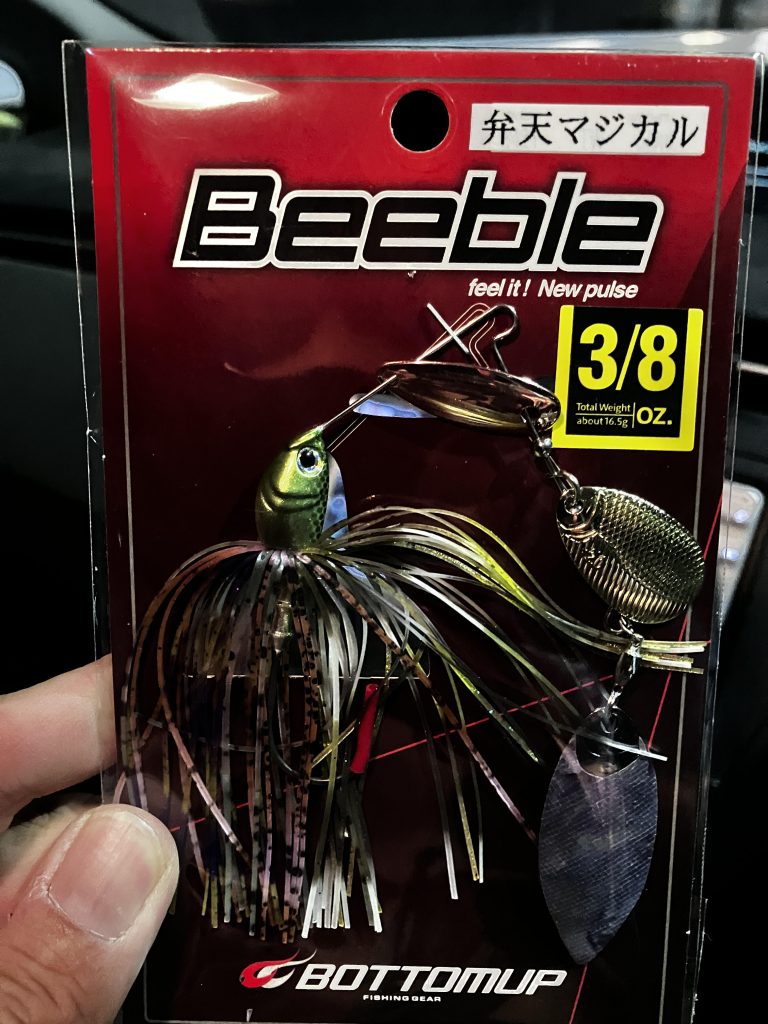 弁天マジカル
Beeble
feel it! New pulse
3/8
Total Weight
about 16.5g
oz.
BOTTOMUP
FISHING GEAR